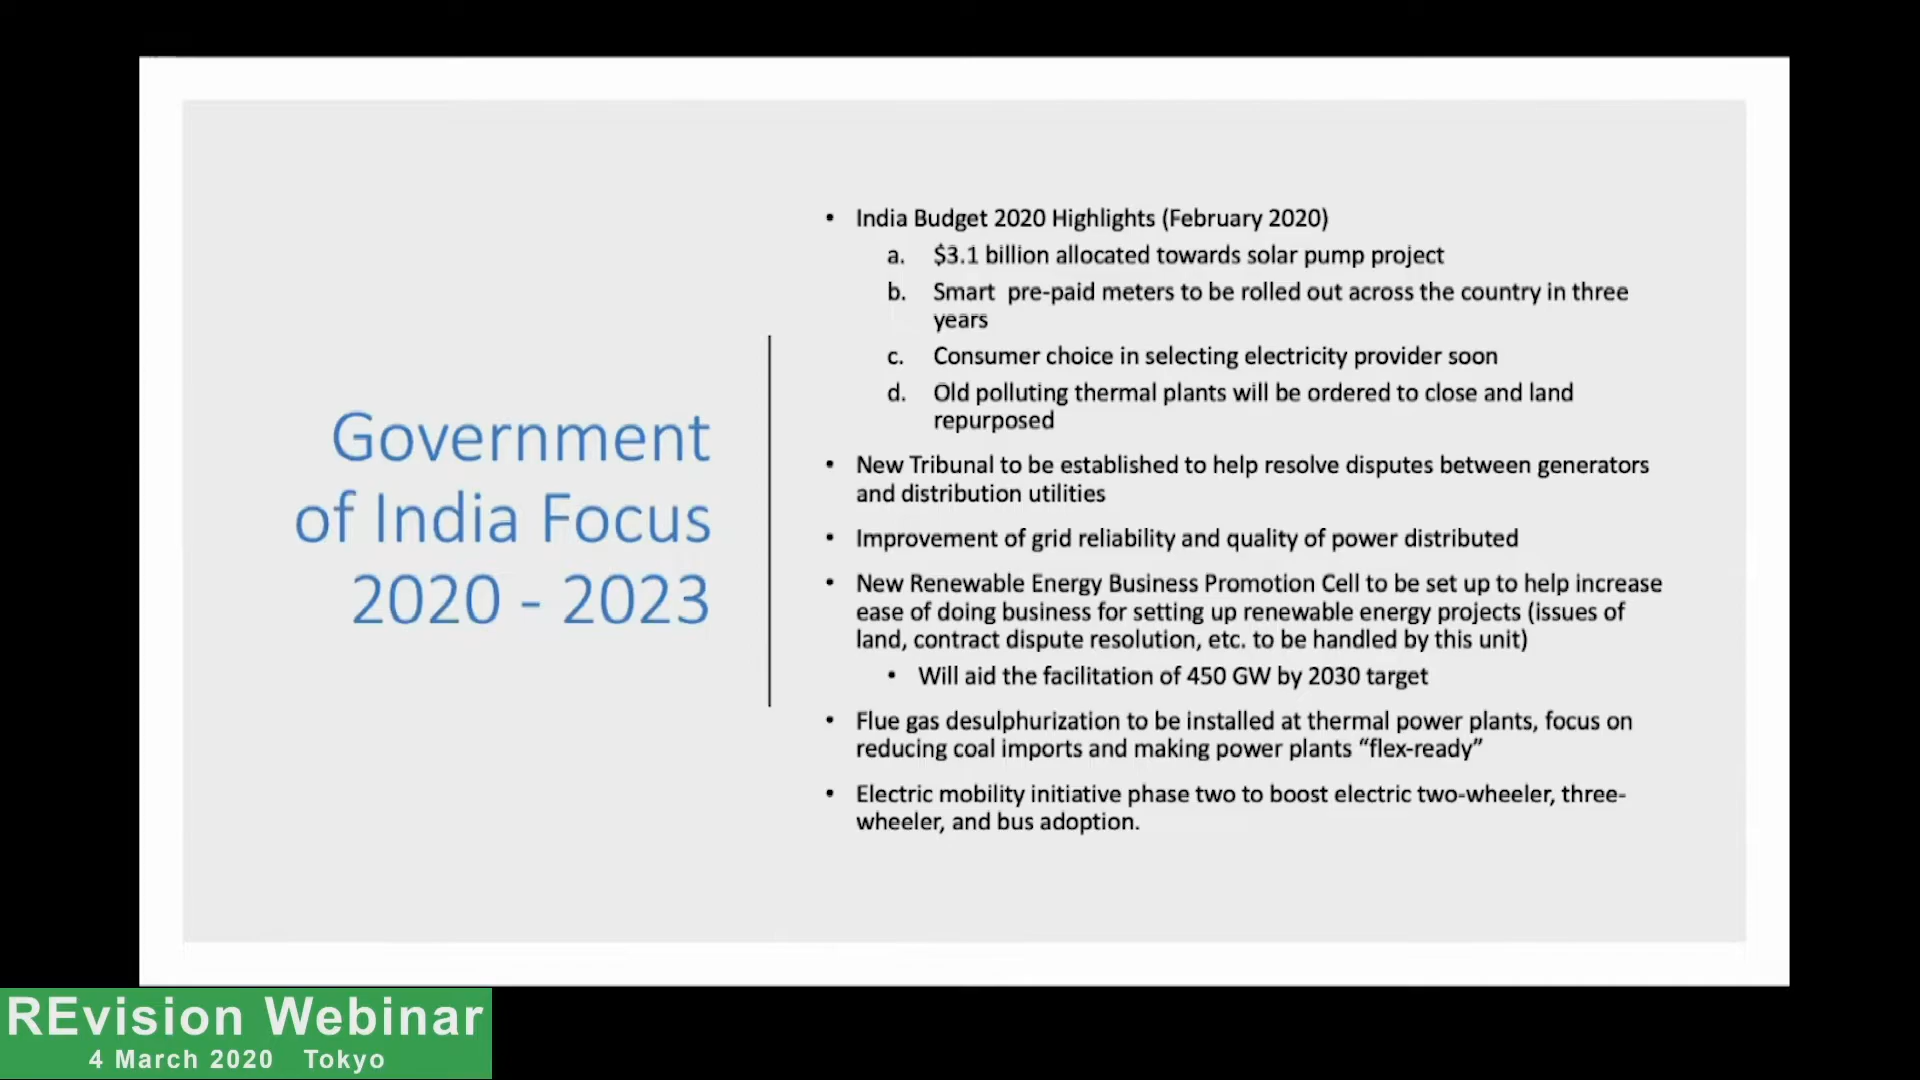 Government
of India Focus
2020 - 2023
• India Budget 2020 Highlights (February 2020)
a. $3.1 billion allocated towards solar pump project
b. Smart pre-paid meters to be rolled out across the country in three
years
c. Consumer choice in selecting electricity provider soon
d. Old polluting thermal plants will be ordered to close and land
repurposed
• New Tribunal to be established to help resolve disputes between generators
and distribution utilities
• Improvement of grid reliability and quality of power distributed
• New Renewable Energy Business Promotion Cell to be set up to help increase
ease of doing business for setting up renewable energy projects (issues of
land, contract dispute resolution, etc. to be handled by this unit)
• Will aid the facilitation of 450 GW by 2030 target
• Flue gas desulphurization to be installed at thermal power plants, focus on
reducing coal imports and making power plants “flex-ready”
• Electric mobility initiative phase two to boost electric two-wheeler, three-
wheeler, and bus adoption.
REvision Webinar
4 March 2020 Tokyo